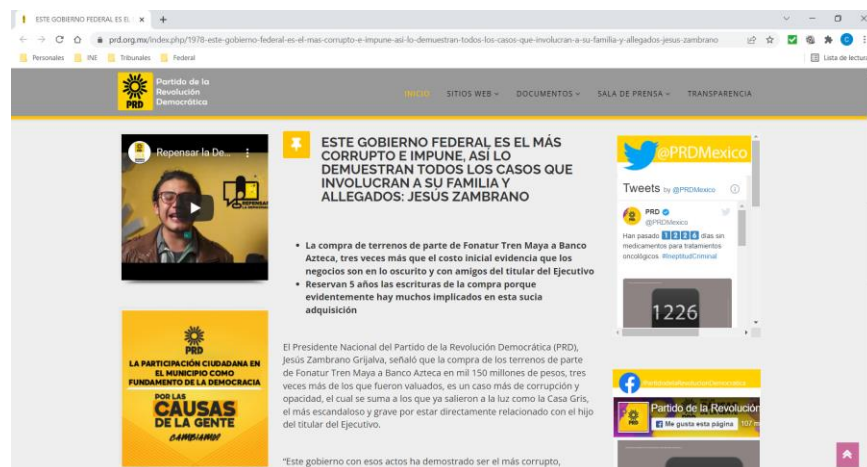 ESTE GOBIERNO FEDERAL ES EL
prd.org.mx/index.php/1978-este-gobierno-federal-es-el-mas-corrupto-e-impune-asi-lo-demuestran-todos-los-casos-que-involucran-a-su-familia-y-allegados-jesus-zambrano
Personales INE Tribunales Federal Lista de lectura
Partido de la
Revolución
Democrática
PRD
INICIO SITIOS WEB DOCUMENTOS SALA DE PRENSA TRANSPARENCIA
Repensar la De...
ESTE GOBIERNO FEDERAL ES EL MÁS
CORRUPTO E IMPUNE, ASÍ LO
DEMUESTRAN TODOS LOS CASOS QUE
INVOLUCRAN A SU FAMILIA Y
ALLEGADOS: JESÚS ZAMBRANO
La compra de terrenos de parte de Fonatur Tren Maya a Banco
Azteca, tres veces más que el costo inicial evidencia que los
negocios son en lo oscurito y con amigos del titular del Ejecutivo
Reservan 5 años las escrituras de la compra porque
evidentemente hay muchos implicados en esta sucia
adquisición
El Presidente Nacional del Partido de la Revolución Democrática (PRD),
Jesús Zambrano Grijalva, señaló que la compra de los terrenos de parte
de Fonatur Tren Maya a Banco Azteca en mil 150 millones de pesos, tres
veces más de los que fueron valuados, es un caso más de corrupción y
opacidad, el cual se suma a los que ya salieron a la luz como la Casa Gris,
el más escandaloso y grave por estar directamente relacionado con el hijo
del titular del Ejecutivo.
"Este gobierno con esos actos ha demostrado ser el más corrupto,
PRD
LA PARTICIPACIÓN CIUDADANA EN
EL MUNICIPIO COMO
FUNDAMENTO DE LA DEMOCRACIA
POR LAS
CAUSAS
DE LA GENTE
¡CAMBIAMOS!
@PRDMexico
Tweets by @PRDMexico
PRD
@PRDMexico
Han pasado 1226 días sin
medicamentos para tratamientos
oncológicos. #IneptitudCriminal
1226
Partido de la Revolución
Me gusta esta página 107 m